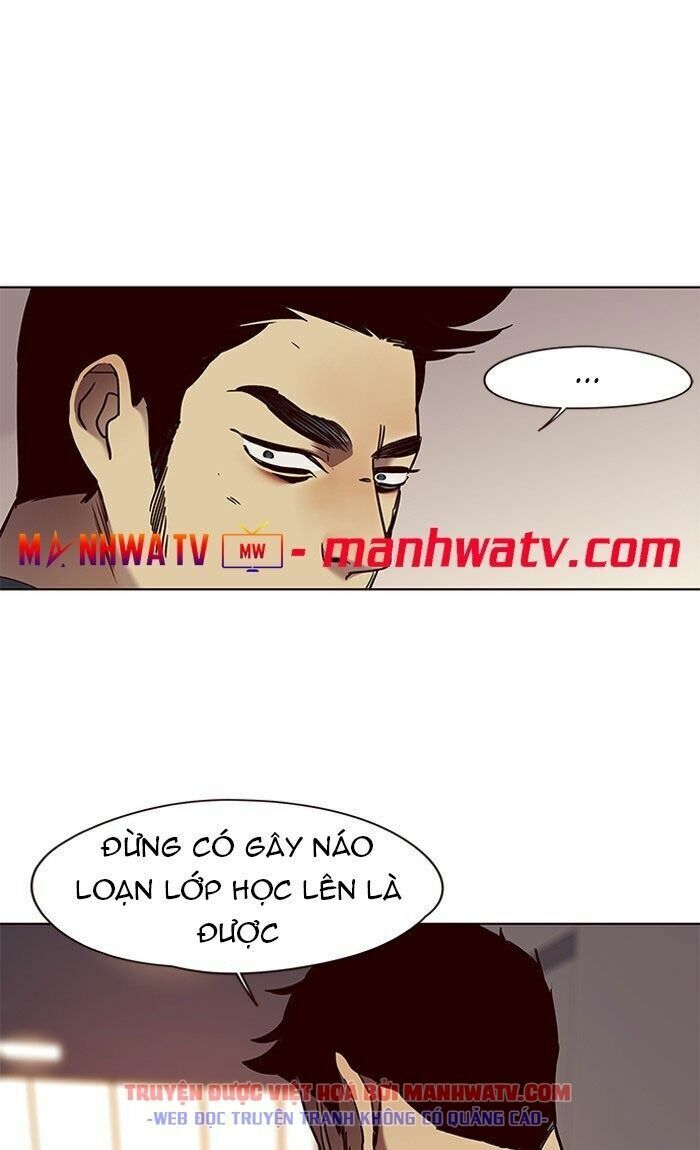 ...
MANHWATV MW - manhwatv.com
ĐỪNG CÓ GÂY NÁO
LOẠN LỚP HỌC LÊN LÀ
ĐƯỢC
TRUYỆN ĐƯỢC VIỆT HOÁ BỞI MANHWATV.COM
-WEB ĐỌC TRUYỆN TRANH KHÔNG CÓ QUẢNG CÁO-